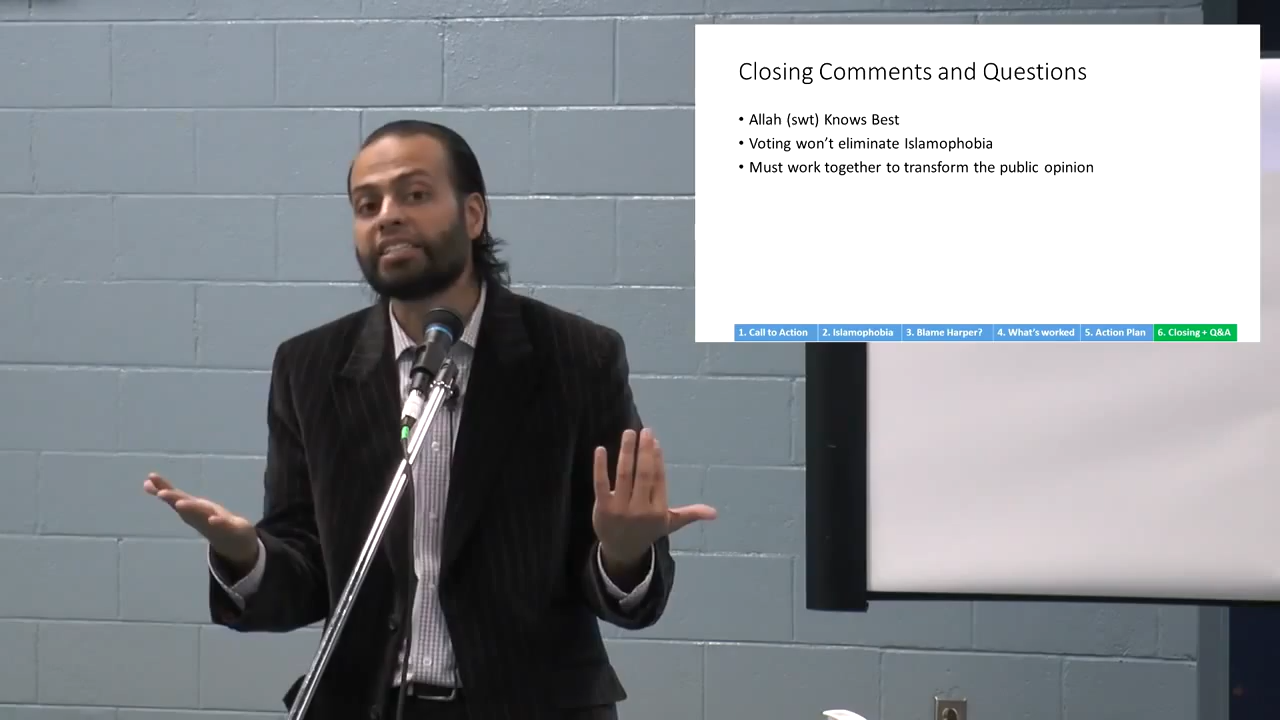 Closing Comments and Questions
• Allah (swt) Knows Best
• Voting won't eliminate Islamophobia
• Must work together to transform the public opinion
1. Call to Action 2. Islamophobia 3. Blame Harper? 4. What's worked 5. Action Plan 6. Closing + Q&A